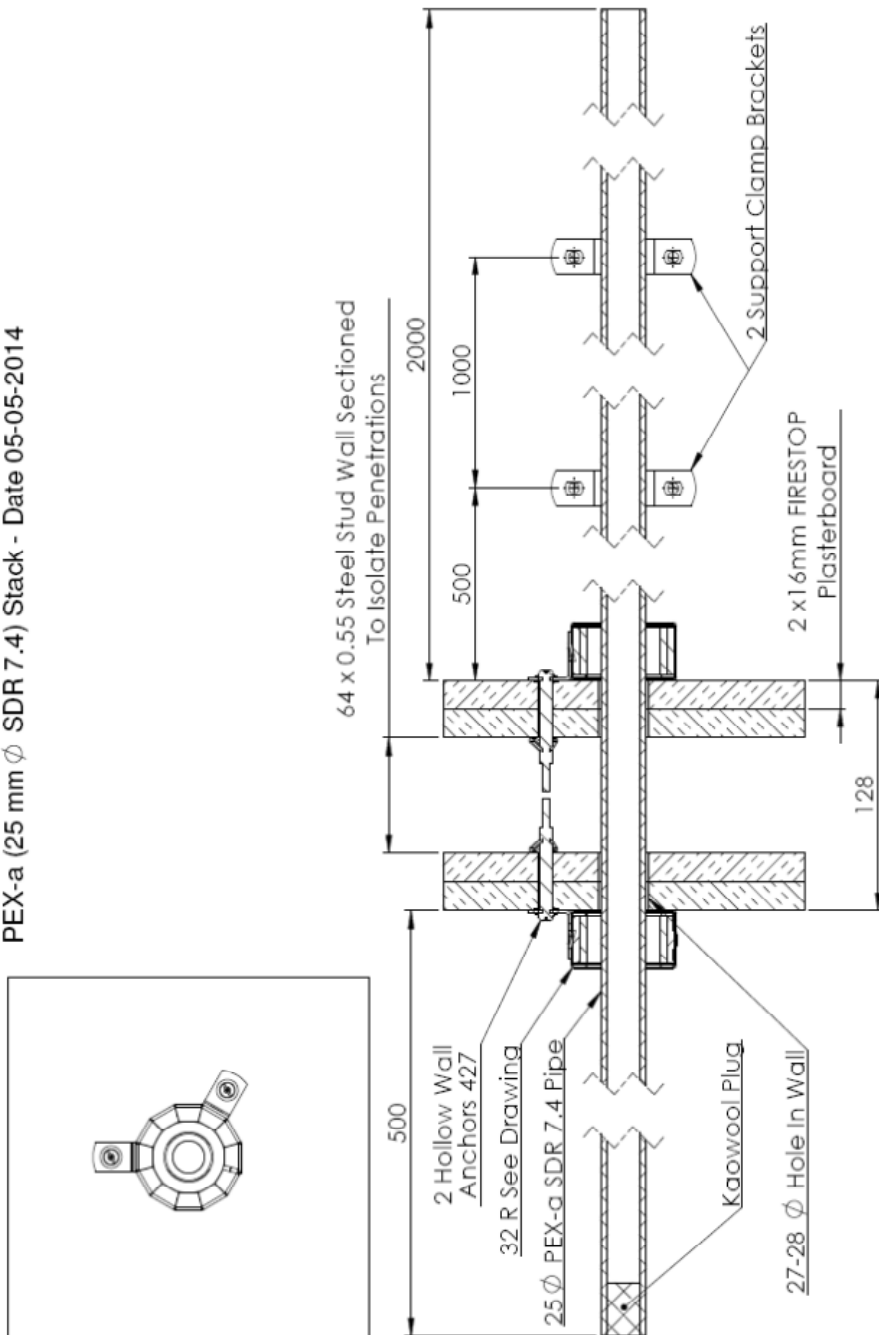 PEX-a (25 mm ∅ SDR 7.4) Stack - Date 05-05-2014
64 x 0.55 Steel Stud Wall Sectioned
To Isolate Penetrations
2000
1000
500
2 Support Clamp Brackets
2 x16mm FIRESTOP
Plasterboard
128
500
2 Hollow Wall
Anchors 427
32 R See Drawing
25 ∅ PEX-a SDR 7.4 Pipe
Kaowool Plug
27-28 ∅ Hole In Wall